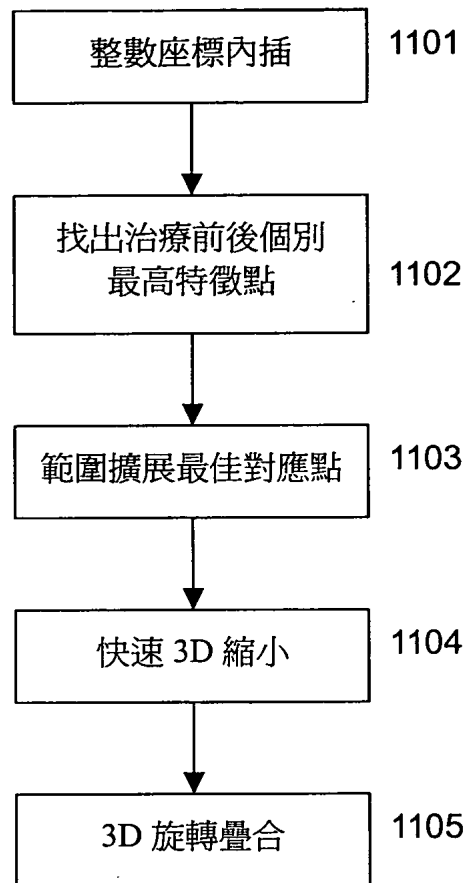 整數座標內插
1101
找出治療前後個別
最高特徵點
1102
範圍擴展最佳對應點
1103
快速 3D 縮小
1104
3D 旋轉疊合
1105